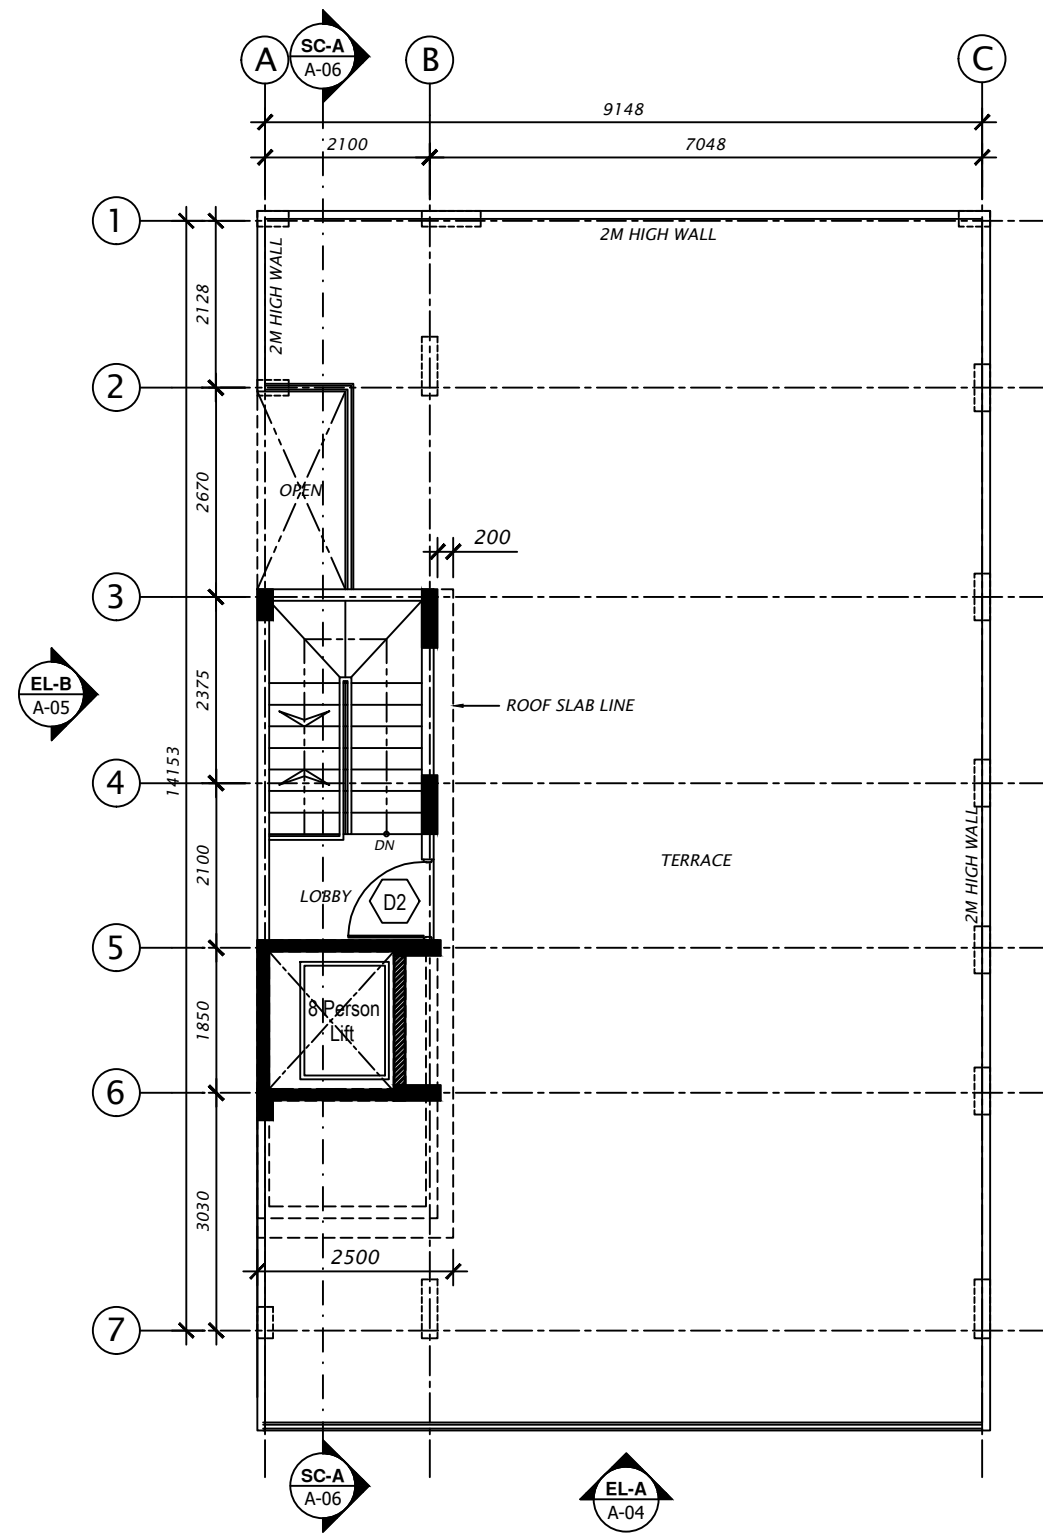 A
SC-A
A-06
B
C
9148
2100
7048
1
2M HIGH WALL
2M HIGH WALL
2128
2
2670
OPEN
200
3
EL-B
A-05
2375
ROOF SLAB LINE
14153
4
2100
DN
TERRACE
2M HIGH WALL
LOBBY
D2
5
1850
8 Person
Lift
6
3030
2500
7
SC-A
A-06
EL-A
A-04